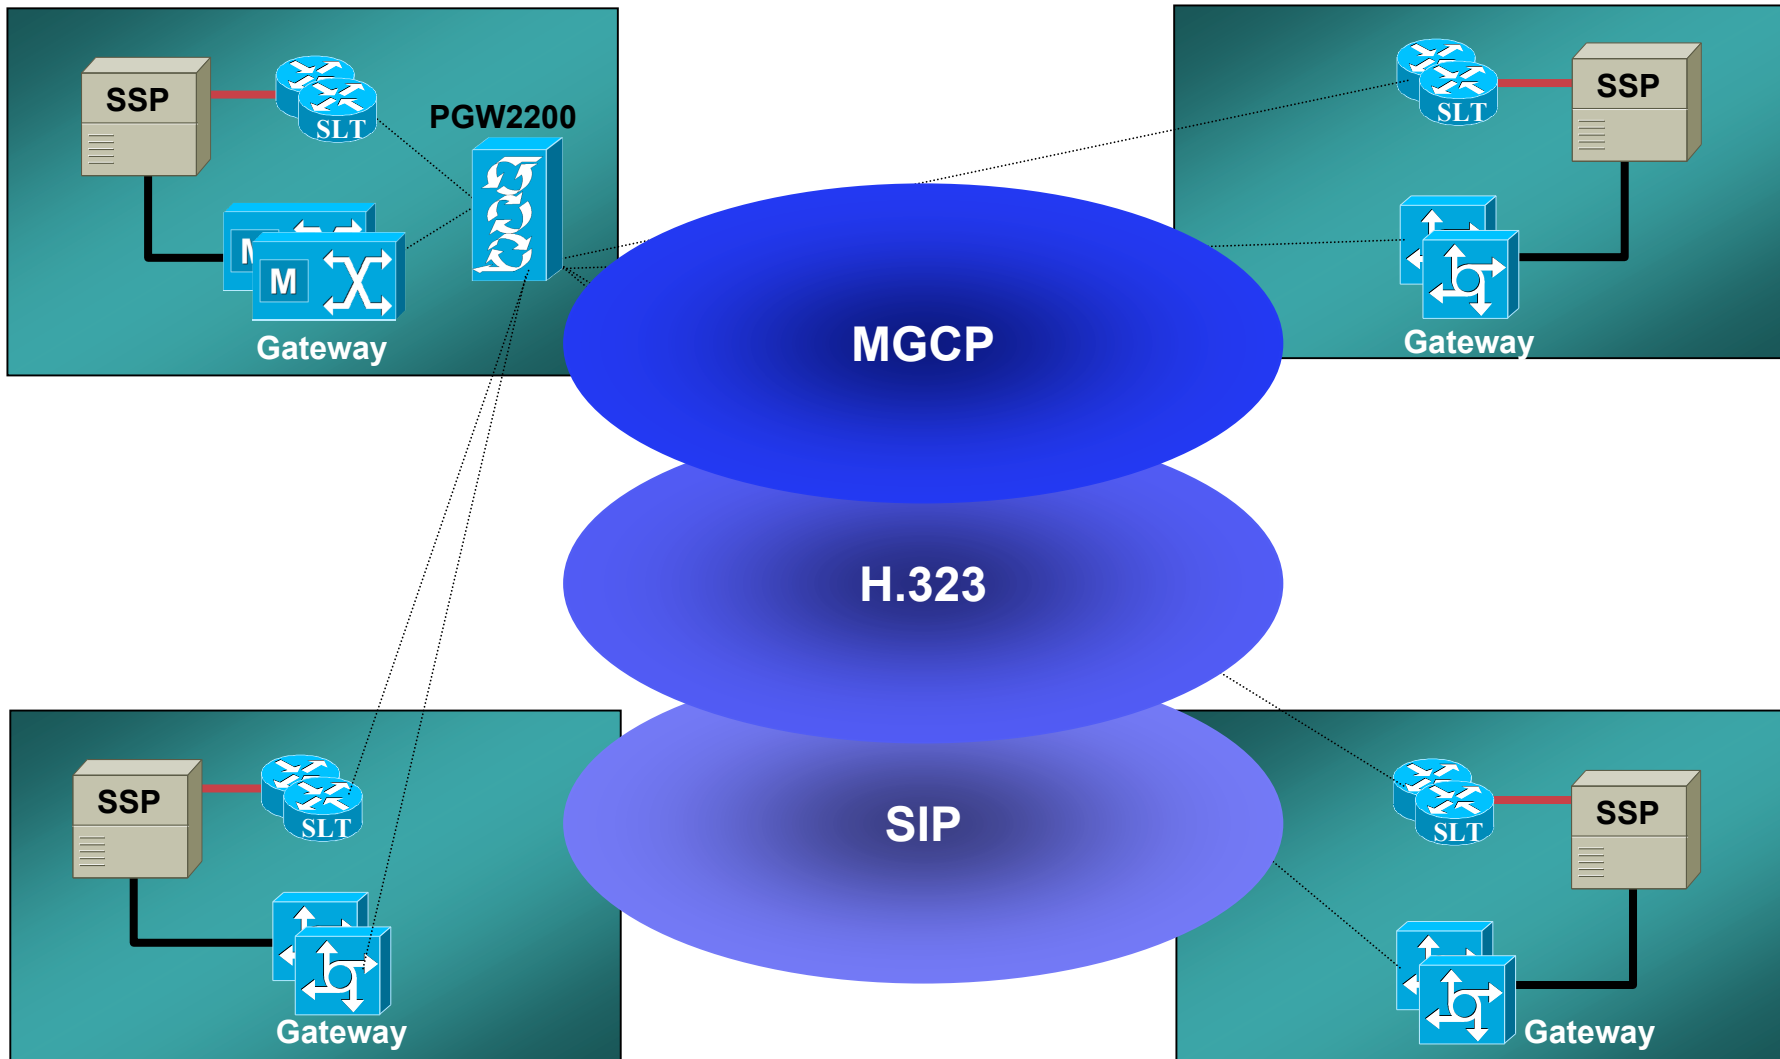 SSP
SLT
PGW2200
M
M
Gateway
SLT
SSP
Gateway
MGCP
H.323
SIP
SSP
SLT
Gateway
SLT
SSP
Gateway